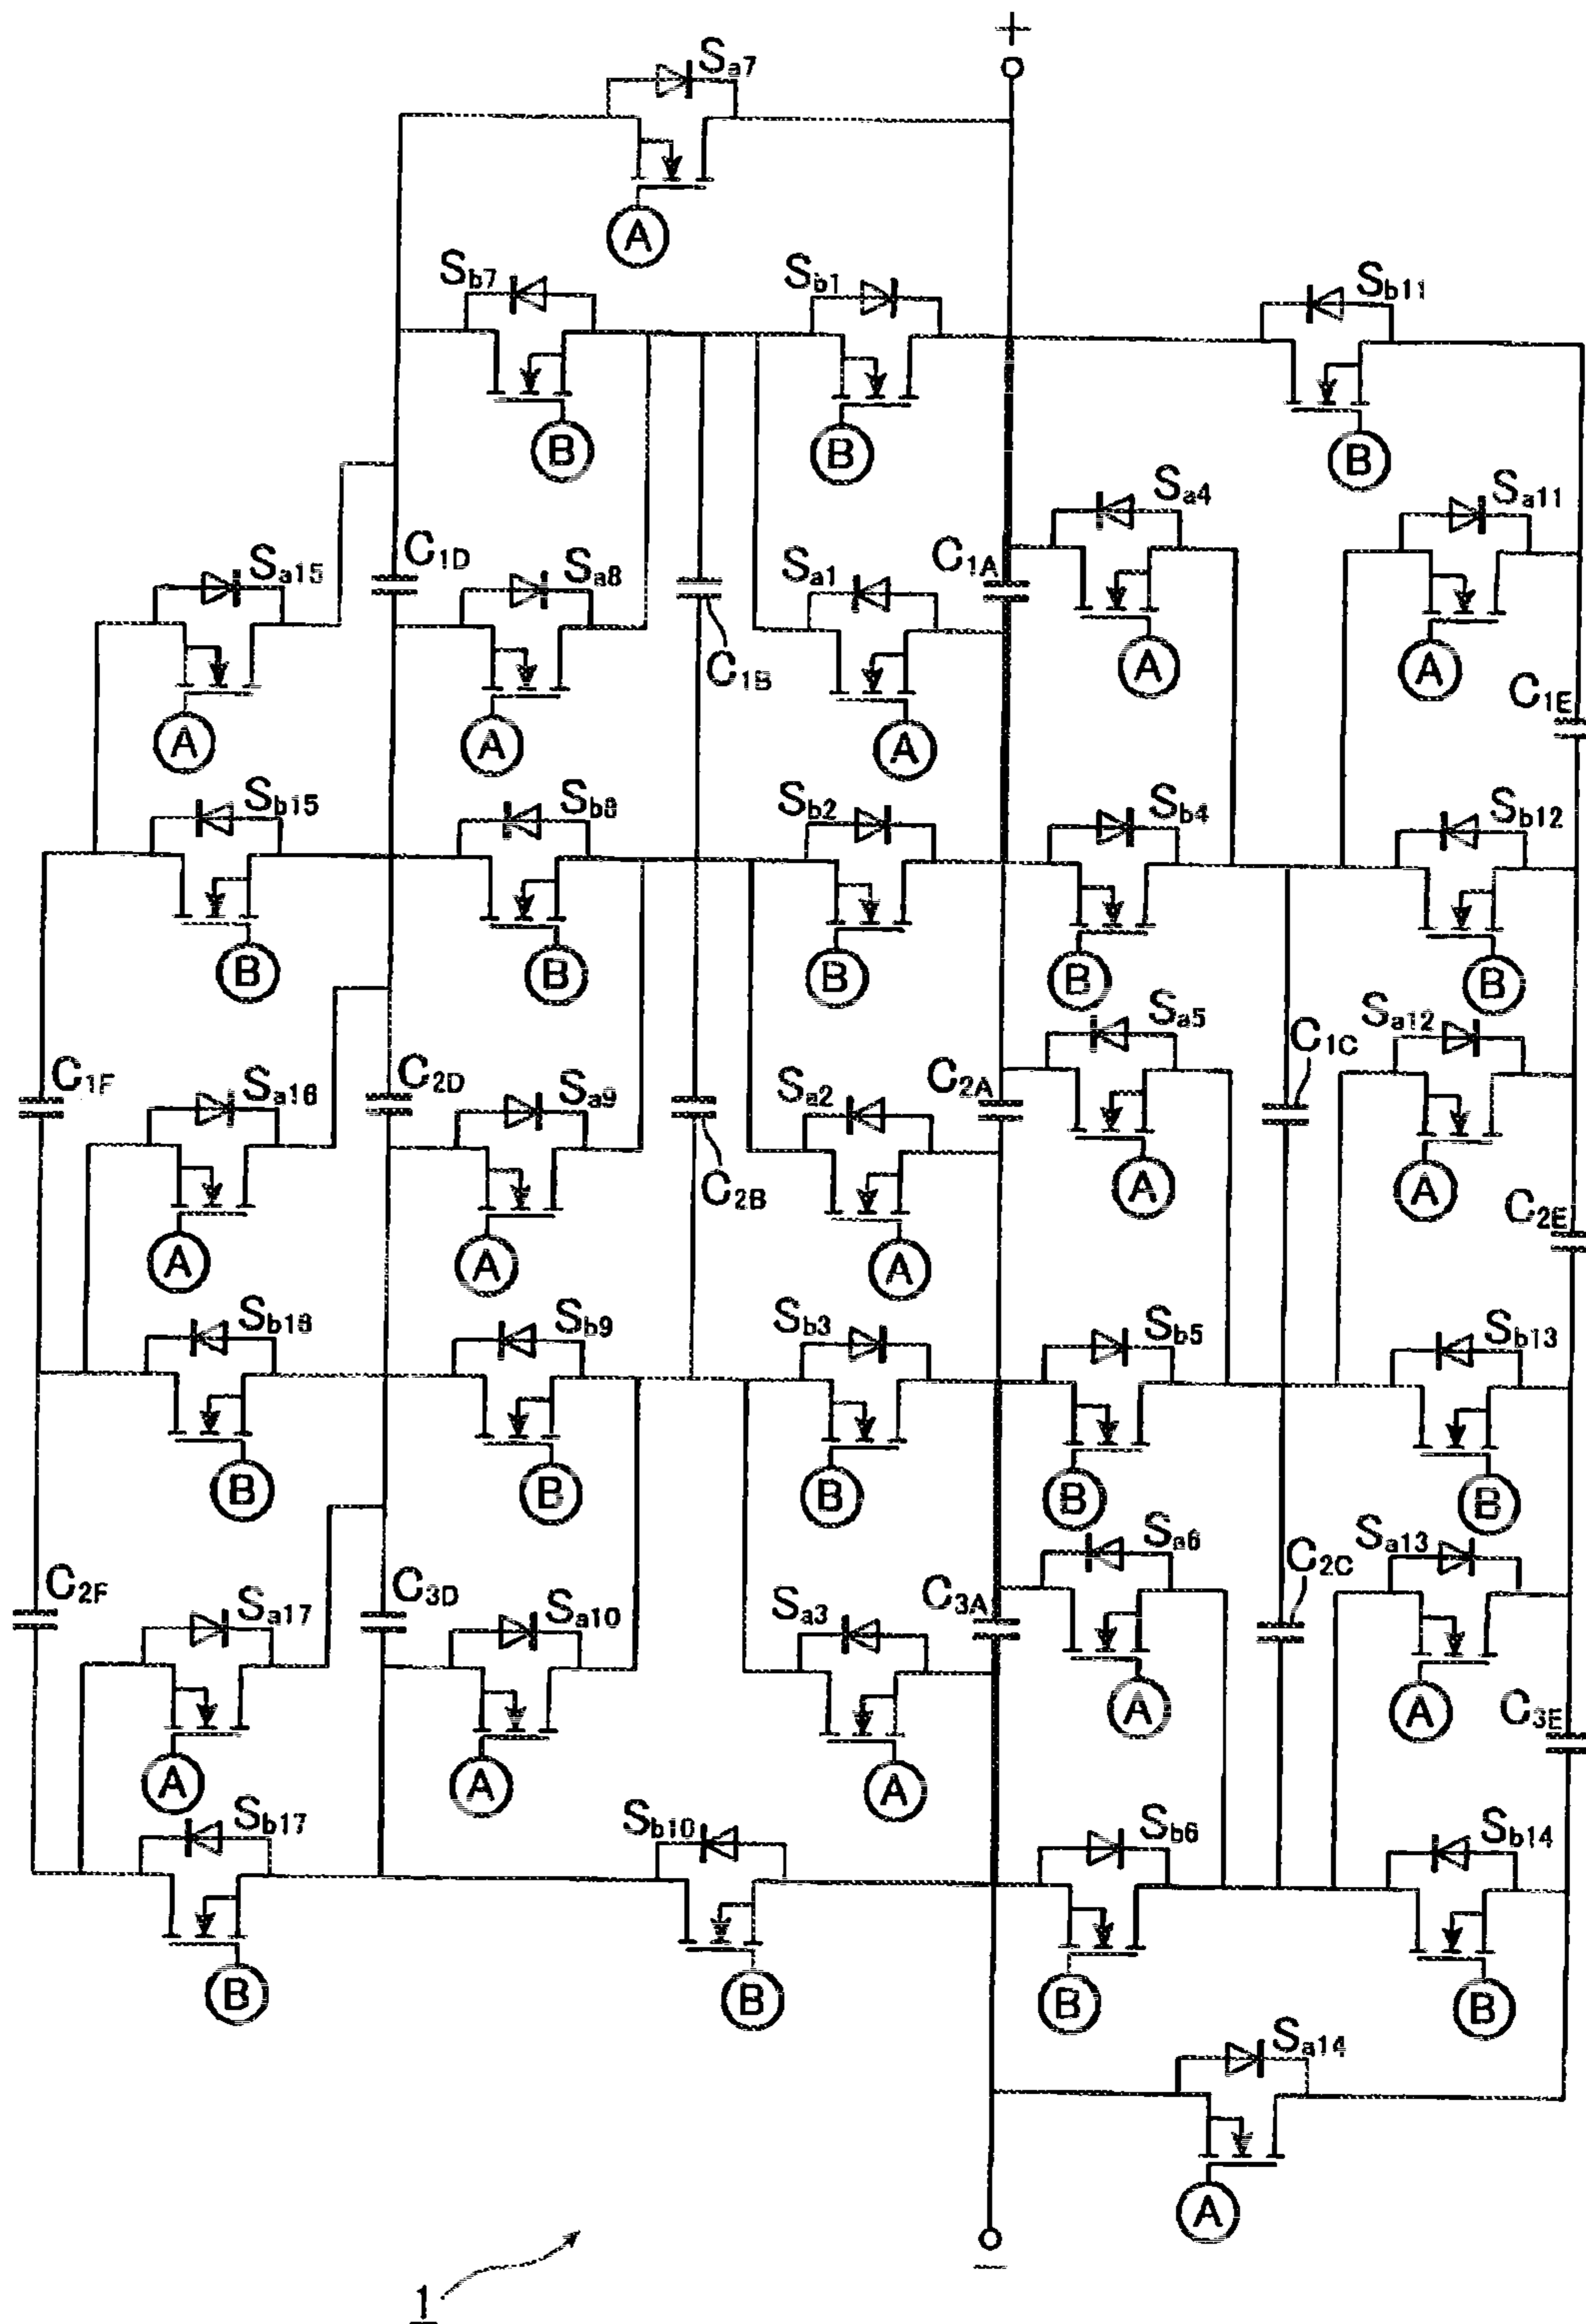 +
Sa7
A
Sb7
Sb1
Sb11
B
B
B
Sa4
Sa11
C1D
C1A
Sa15
Sa8
Sa1
A
A
C1B
C1E
A
A
A
Sb15
Sb8
Sb2
Sb4
Sb12
B
B
B
B
B
Sa5
Sa12
C1C
C1F
C2D
C2A
Sa16
Sa9
Sa2
A
A
C2B
C2E
A
A
A
Sb16
Sb9
Sb3
Sb5
Sb13
B
B
B
B
B
Sa6
Sa13
C2C
C2F
C3D
C3A
Sa17
Sa10
Sa3
A
A
C3E
A
A
A
Sb17
Sb10
Sb6
Sb14
B
B
B
B
Sa14
A
−
1